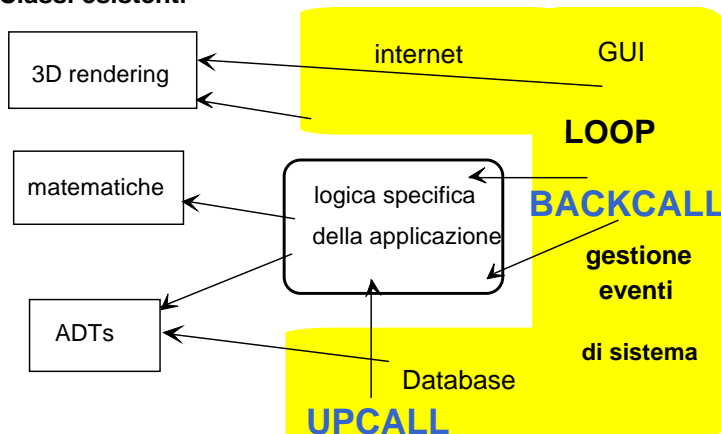 Classi esistenti
internet
GUI
3D rendering
LOOP
matematiche
logica specifica
della applicazione
BACKCALL
gestione
eventi
di sistema
ADTs
Database
UPCALL